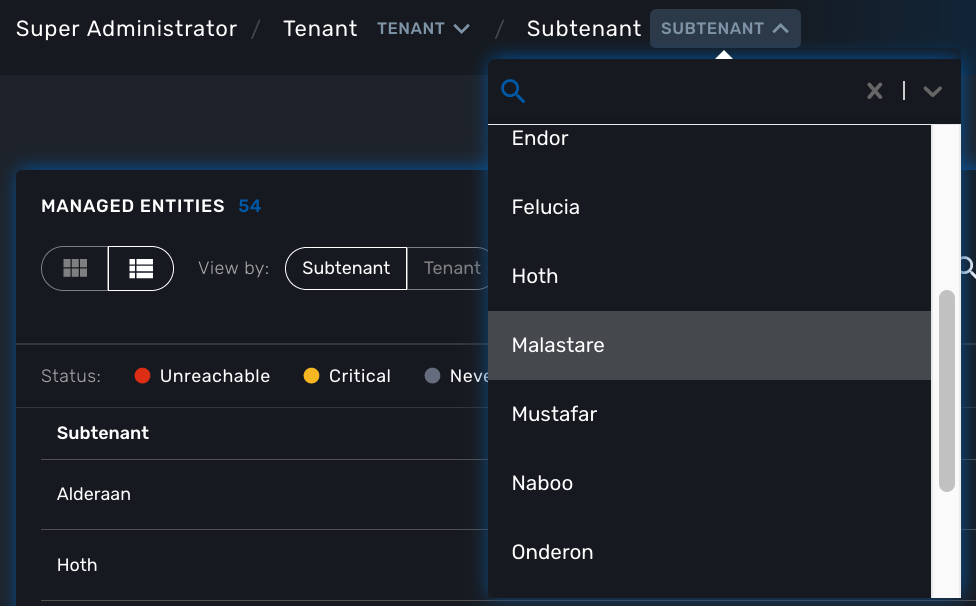 Super Administrator / Tenant TENANT / Subtenant SUBTENANT
Endor
Felucia
Hoth
Malastare
Mustafar
Naboo
Onderon
MANAGED ENTITIES 54
View by: Subtenant Tenant
Status: Unreachable Critical Neve
Subtenant
Alderaan
Hoth